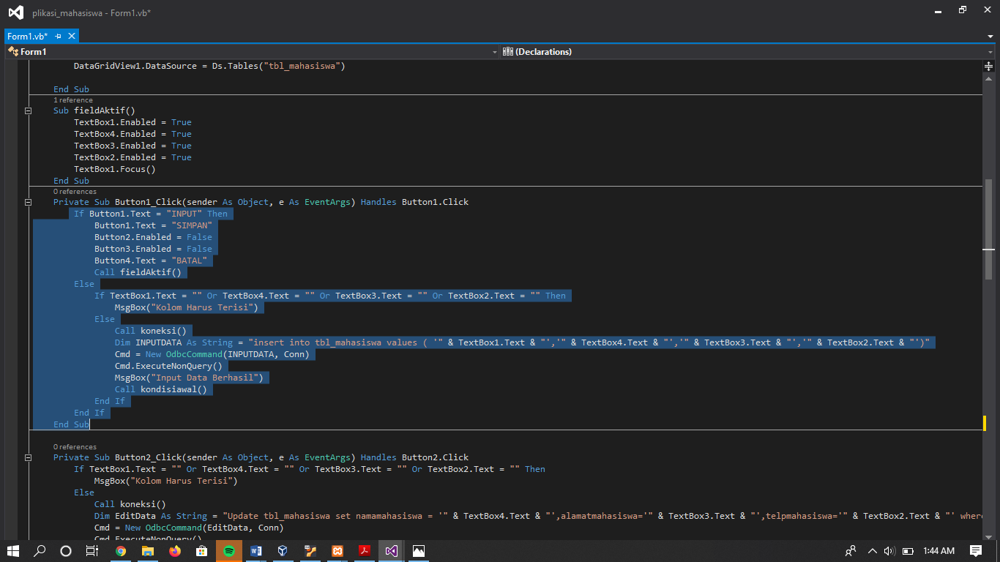 plikasi_mahasiswa - Form1.vb*
Form1.vb*
Form1 (Declarations)
DataGridView1.DataSource = Ds.Tables("tbl_mahasiswa")
End Sub
1 reference
Sub fieldAktif()
TextBox1.Enabled = True
TextBox4.Enabled = True
TextBox3.Enabled = True
TextBox2.Enabled = True
TextBox1.Focus()
End Sub
0 references
Private Sub Button1_Click(sender As Object, e As EventArgs) Handles Button1.Click
If Button1.Text = "INPUT" Then
Button1.Text = "SIMPAN"
Button2.Enabled = False
Button3.Enabled = False
Button4.Text = "BATAL"
Call fieldAktif()
Else
If TextBox1.Text = "" Or TextBox4.Text = "" Or TextBox3.Text = "" Or TextBox2.Text = "" Then
MsgBox("Kolom Harus Terisi")
Else
Call koneksi()
Dim INPUTDATA As String = "insert into tbl_mahasiswa values ( '" & TextBox1.Text & "','" & TextBox4.Text & "','" & TextBox3.Text & "','" & TextBox2.Text & "')"
Cmd = New OdbcCommand(INPUTDATA, Conn)
Cmd.ExecuteNonQuery()
MsgBox("Input Data Berhasil")
Call kondisiawal()
End If
End If
End Sub
0 references
Private Sub Button2_Click(sender As Object, e As EventArgs) Handles Button2.Click
If TextBox1.Text = "" Or TextBox4.Text = "" Or TextBox3.Text = "" Or TextBox2.Text = "" Then
MsgBox("Kolom Harus Terisi")
Else
Call koneksi()
Dim EditData As String = "Update tbl_mahasiswa set namamahasiswa = '" & TextBox4.Text & "',alamatmahasiswa='" & TextBox3.Text & "',telpmahasiswa='" & TextBox2.Text & "' where
Cmd = New OdbcCommand(EditData, Conn)
Cmd.ExecuteNonQuery()
1:44 AM